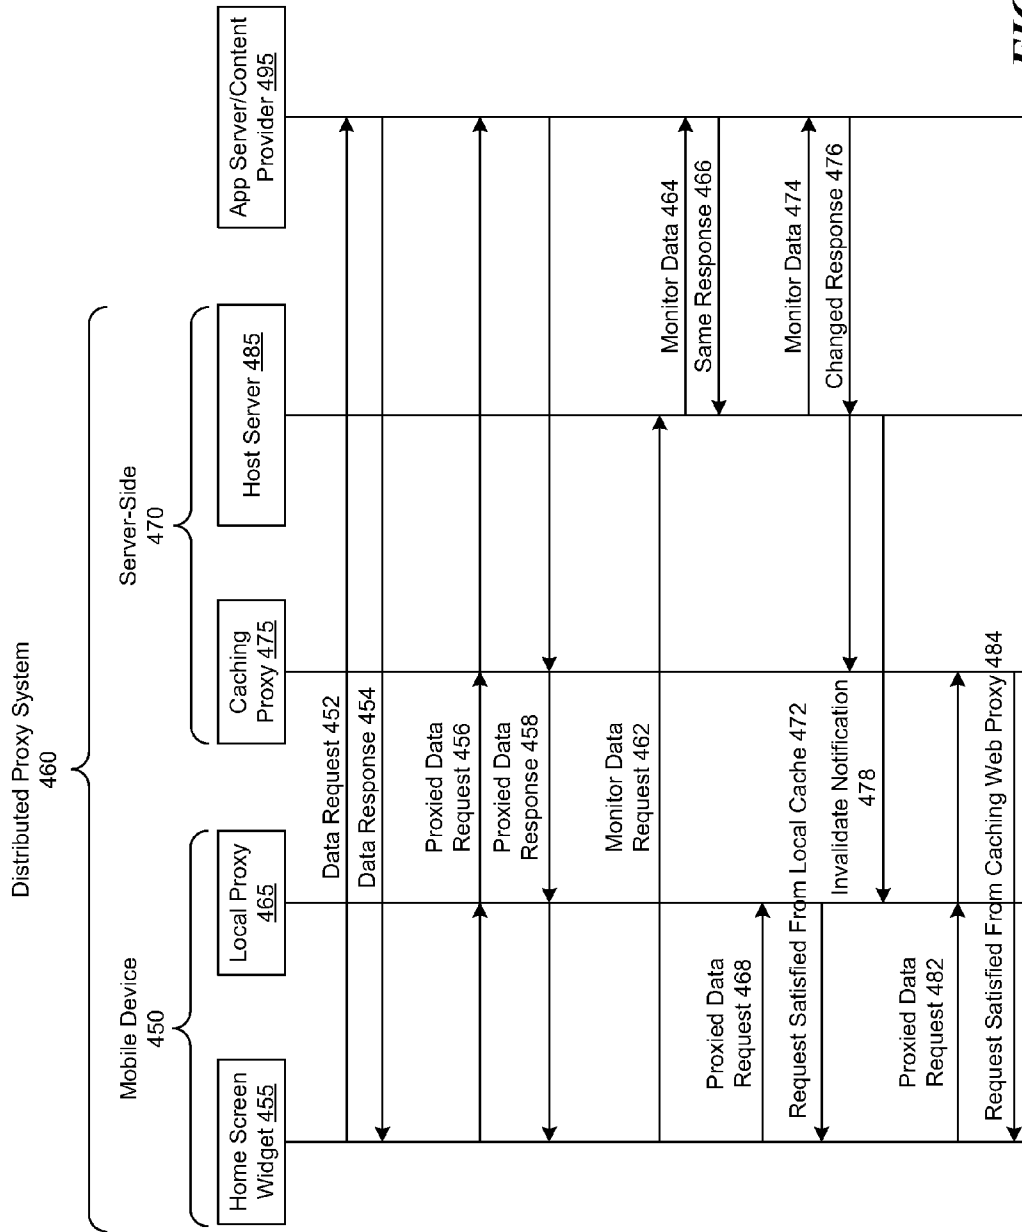 Distributed Proxy System
460
Mobile Device
450
Server-Side
470
Home Screen
Widget 455
Local Proxy
465
Caching
Proxy 475
Host Server 485
App Server/Content
Provider 495
Data Request 452
Data Response 454
Proxied Data
Request 456
Proxied Data
Response 458
Monitor Data
Request 462
Monitor Data 464
Same Response 466
Proxied Data
Request 468
Request Satisfied From Local Cache 472
Monitor Data 474
Changed Response 476
Invalidate Notification
478
Proxied Data
Request 482
Request Satisfied From Caching Web Proxy 484